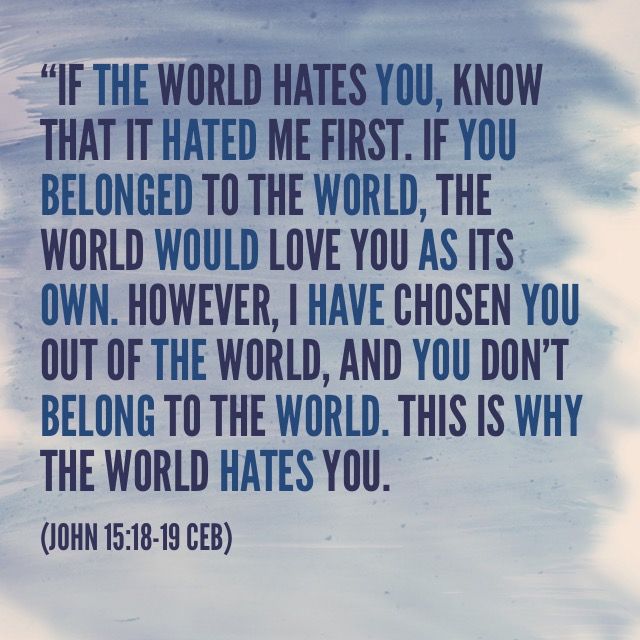 “IF THE WORLD HATES YOU, KNOW
THAT IT HATED ME FIRST. IF YOU
BELONGED TO THE WORLD, THE
WORLD WOULD LOVE YOU AS ITS
OWN. HOWEVER, I HAVE CHOSEN YOU
OUT OF THE WORLD, AND YOU DON’T
BELONG TO THE WORLD. THIS IS WHY
THE WORLD HATES YOU.
(JOHN 15:18-19 CEB)